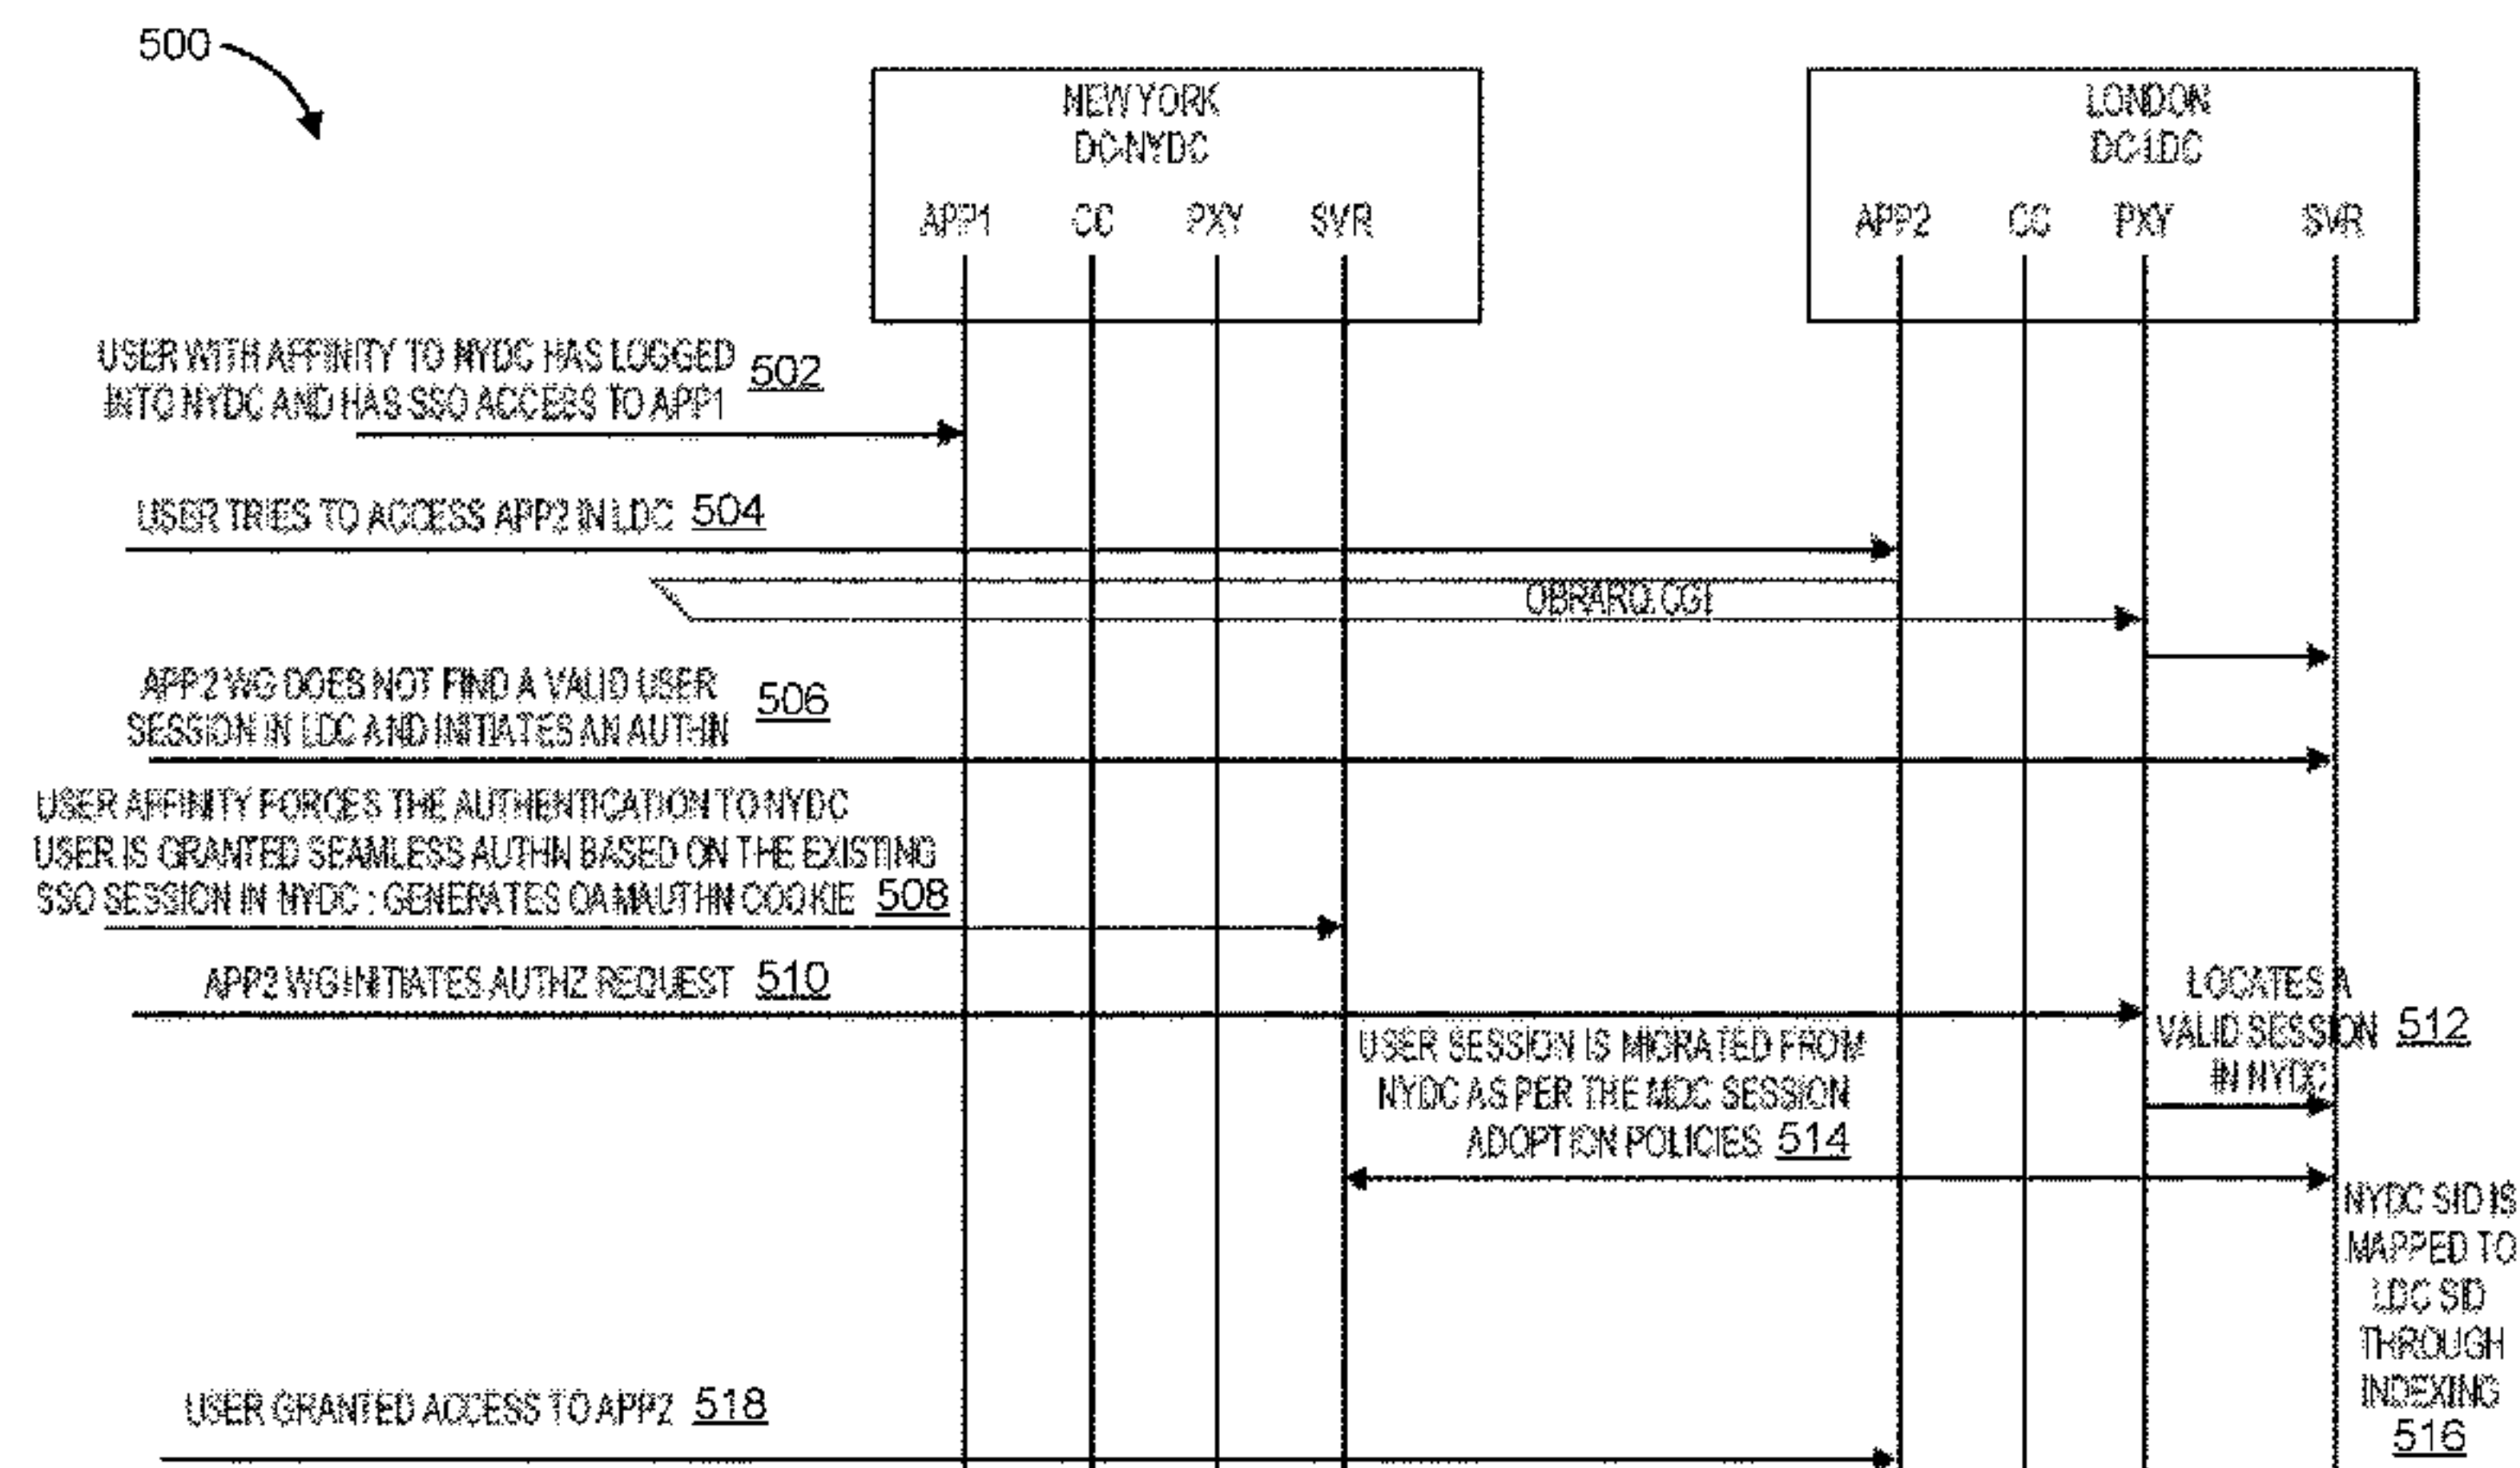 500
NEW YORK
DC-NYDC
APP1 CC PXY SVR
LONDON
DC-LDC
APP2 CC PXY SVR
USER WITH AFFINITY TO NYDC HAS LOGGED
INTO NYDC AND HAS SSO ACCESS TO APP1 502
USER TRIES TO ACCESS APP2 IN LDC 504
OBRARQ.CGI
APP2 WG DOES NOT FIND A VALID USER
SESSION IN LDC AND INITIATES AN AUTHN 506
USER AFFINITY FORCES THE AUTHENTICATION TO NYDC
USER IS GRANTED SEAMLESS AUTHN BASED ON THE EXISTING
SSO SESSION IN NYDC : GENERATES OAMAUTHN COOKIE 508
APP2 WG INITIATES AUTHZ REQUEST 510
LOCATES A
VALID SESSION 512
IN NYDC
USER SESSION IS MIGRATED FROM
NYDC AS PER THE MDC SESSION
ADOPTION POLICIES 514
NYDC SID IS
MAPPED TO
LDC SID
THROUGH
INDEXING
516
USER GRANTED ACCESS TO APP2 518